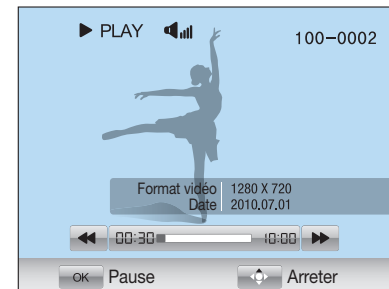 PLAY 100-0002
Format vidéo 1280 X 720
Date 2010.07.01
00:30 10:00
OK Pause Arreter